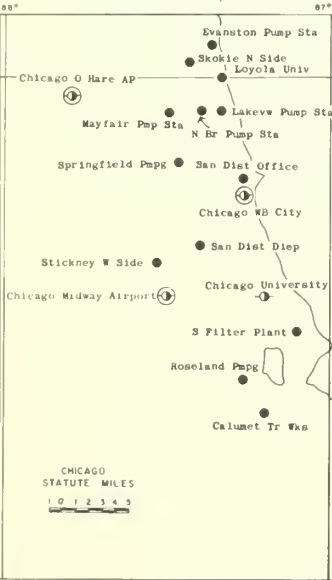 88° 87°
Evanston Pump Sta
Skokie N Side
Loyola Univ
Chicago O Hare AP
Lakevw Pump Sta
Mayfair Pmp Sta
N Br Pump Sta
Springfield Pmpg
San Dist Office
Chicago WB City
San Dist Disp
Stickney W Side
Chicago University
Chicago Midway Airport
S Filter Plant
Roseland Pmpg
Calumet Tr Wks
CHICAGO
STATUTE MILES
1 0 1 2 3 4 5